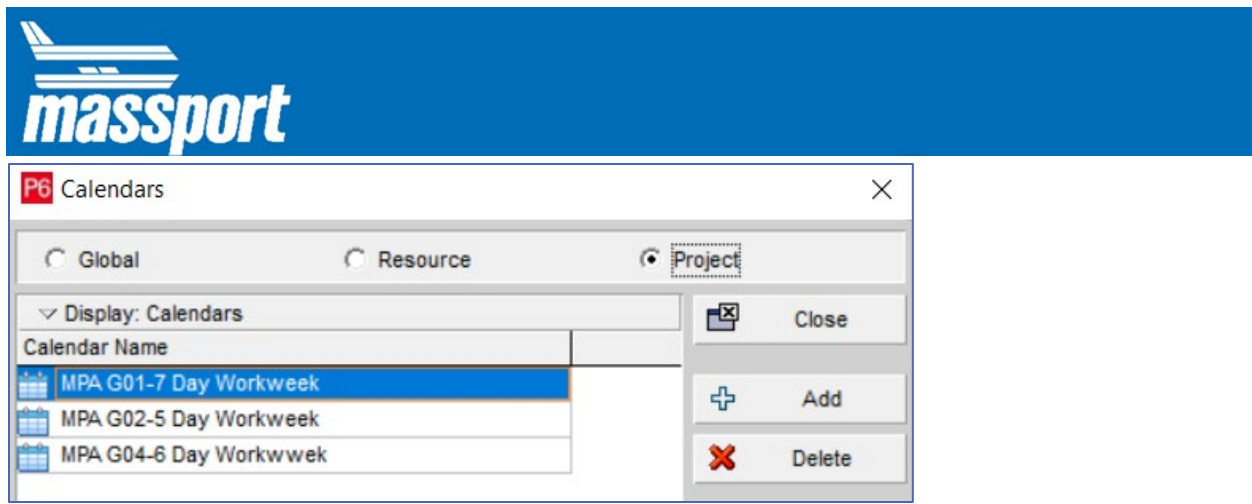 massport
P6 Calendars
Global Resource Project
Display: Calendars
Close
Calendar Name
MPA G01-7 Day Workweek
Add
MPA G02-5 Day Workweek
MPA G04-6 Day Workwwek
Delete